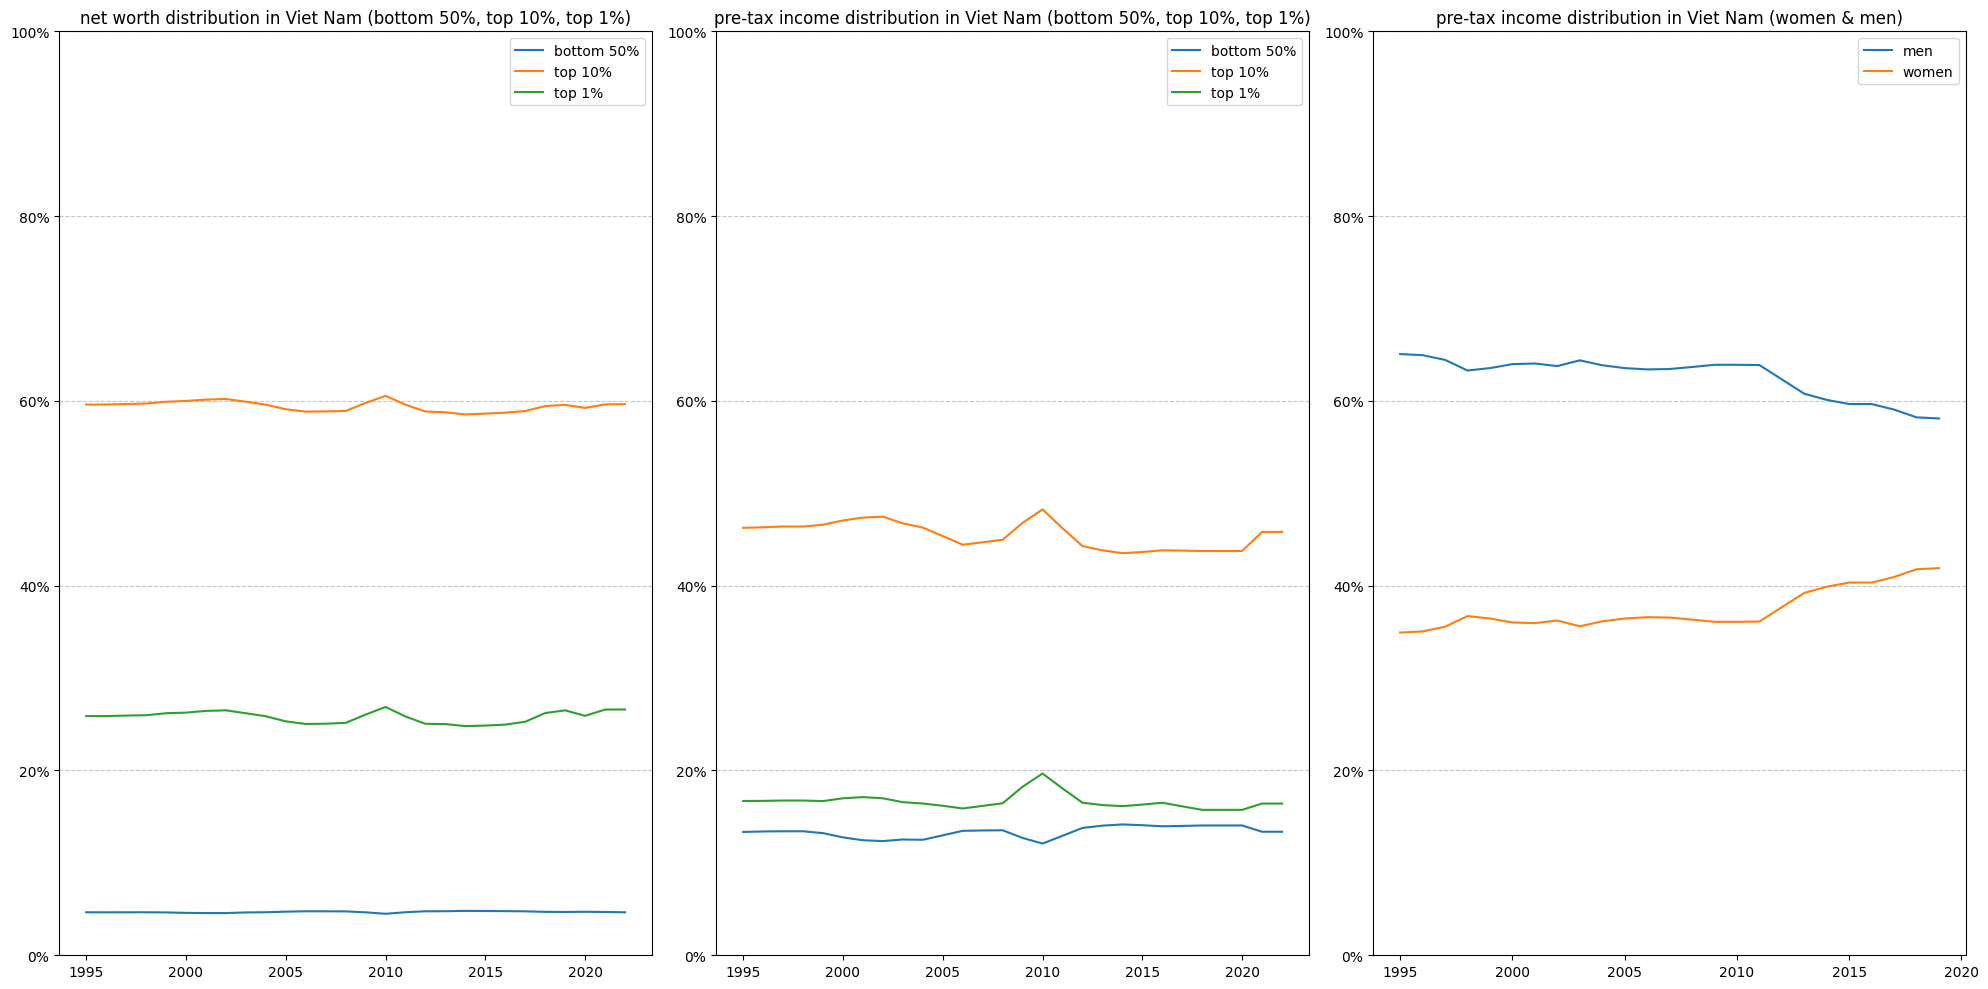 net worth distribution in Viet Nam (bottom 50%, top 10%, top 1%)
100%
80%
60%
40%
20%
0%
1995 2000 2005 2010 2015 2020
bottom 50%
top 10%
top 1%
pre-tax income distribution in Viet Nam (bottom 50%, top 10%, top 1%)
100%
80%
60%
40%
20%
0%
1995 2000 2005 2010 2015 2020
bottom 50%
top 10%
top 1%
pre-tax income distribution in Viet Nam (women & men)
100%
80%
60%
40%
20%
0%
1995 2000 2005 2010 2015 2020
men
women